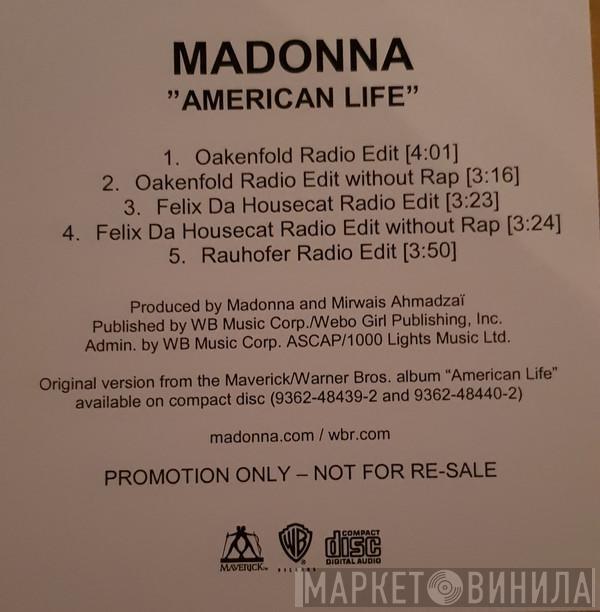 MADONNA
”AMERICAN LIFE”
1. Oakenfold Radio Edit [4:01]
2. Oakenfold Radio Edit without Rap [3:16]
3. Felix Da Housecat Radio Edit [3:23]
4. Felix Da Housecat Radio Edit without Rap [3:24]
5. Rauhofer Radio Edit [3:50]
Produced by Madonna and Mirwais Ahmadzaï
Published by WB Music Corp./Webo Girl Publishing, Inc.
Admin. by WB Music Corp. ASCAP/1000 Lights Music Ltd.
Original version from the Maverick/Warner Bros. album “American Life”
available on compact disc (9362-48439-2 and 9362-48440-2)
madonna.com / wbr.com
PROMOTION ONLY – NOT FOR RE-SALE
MAVERICK
WB
COMPACT
disc
DIGITAL AUDIO
МАРКЕТ ВИНИЛА